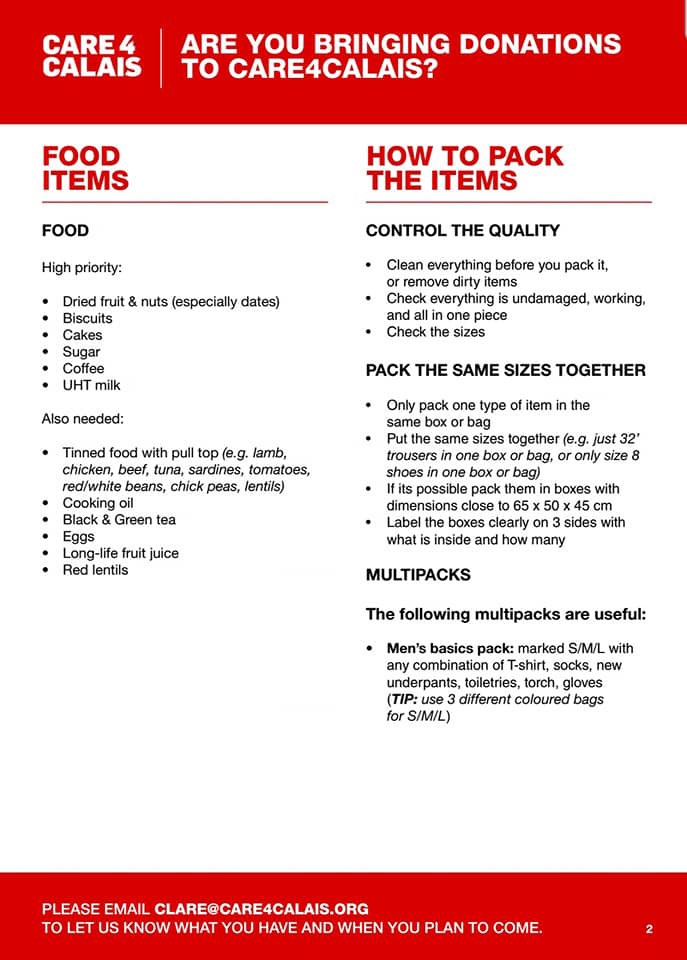 CARE 4
CALAIS
ARE YOU BRINGING DONATIONS
TO CARE4CALAIS?
FOOD
ITEMS
FOOD
High priority:
• Dried fruit & nuts (especially dates)
• Biscuits
• Cakes
• Sugar
• Coffee
• UHT milk
Also needed:
• Tinned food with pull top (e.g. lamb,
chicken, beef, tuna, sardines, tomatoes,
red/white beans, chick peas, lentils)
• Cooking oil
• Black & Green tea
• Eggs
• Long-life fruit juice
• Red lentils
HOW TO PACK
THE ITEMS
CONTROL THE QUALITY
• Clean everything before you pack it,
or remove dirty items
• Check everything is undamaged, working,
and all in one piece
• Check the sizes
PACK THE SAME SIZES TOGETHER
• Only pack one type of item in the
same box or bag
• Put the same sizes together (e.g. just 32’
trousers in one box or bag, or only size 8
shoes in one box or bag)
• If its possible pack them in boxes with
dimensions close to 65 x 50 x 45 cm
• Label the boxes clearly on 3 sides with
what is inside and how many
MULTIPACKS
The following multipacks are useful:
• Men’s basics pack: marked S/M/L with
any combination of T-shirt, socks, new
underpants, toiletries, torch, gloves
(TIP: use 3 different coloured bags
for S/M/L)
PLEASE EMAIL CLARE@CARE4CALAIS.ORG
TO LET US KNOW WHAT YOU HAVE AND WHEN YOU PLAN TO COME.
2